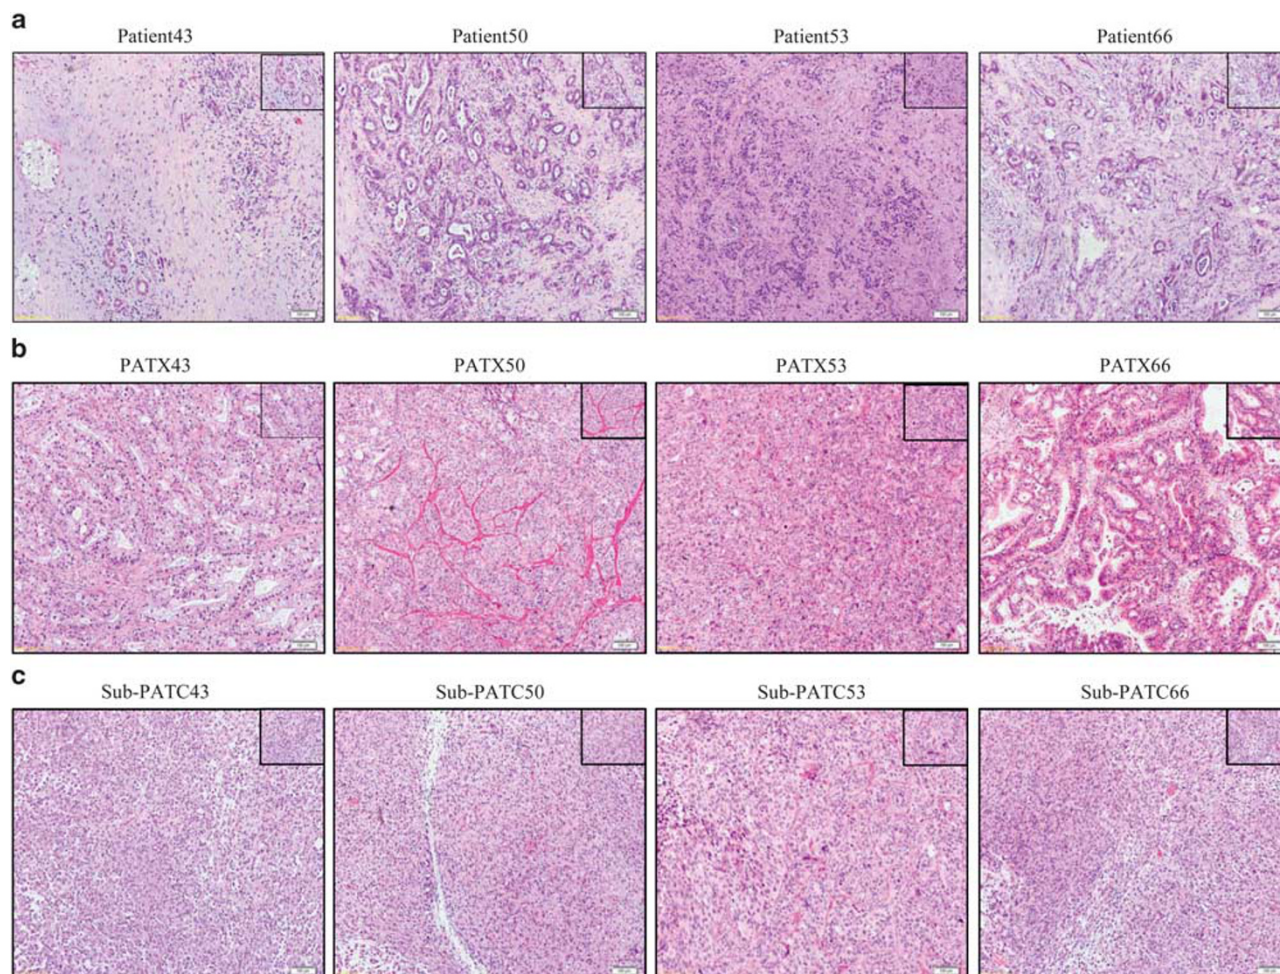 a
Patient43 Patient50 Patient53 Patient66
b
PATX43 PATX50 PATX53 PATX66
c
Sub-PATC43 Sub-PATC50 Sub-PATC53 Sub-PATC66